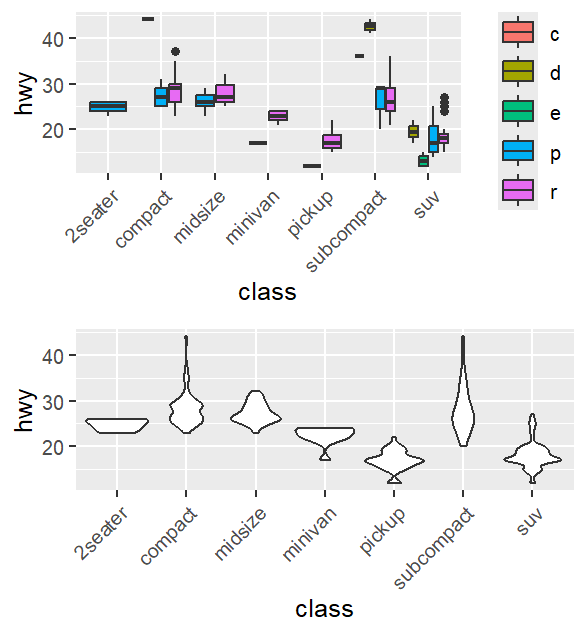 hwy
40
30
20
2seater
compact
midsize
minivan
pickup
subcompact
suv
class
c
d
e
p
r
hwy
40
30
20
2seater
compact
midsize
minivan
pickup
subcompact
suv
class